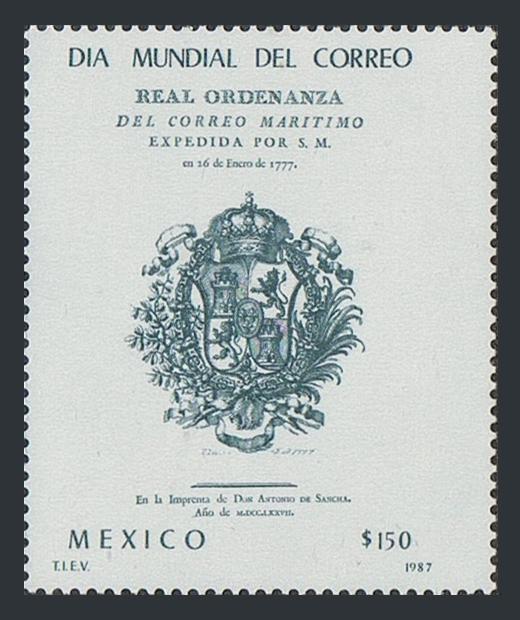 DIA MUNDIAL DEL CORREO
REAL ORDENANZA
DEL CORREO MARITIMO
EXPEDIDA POR S. M.
en 26 de Enero de 1777.
En la Imprenta de DON ANTONIO DE SANCHA.
Año de M.DCC.LXXVII.
MEXICO $150
T.I.E.V. 1987